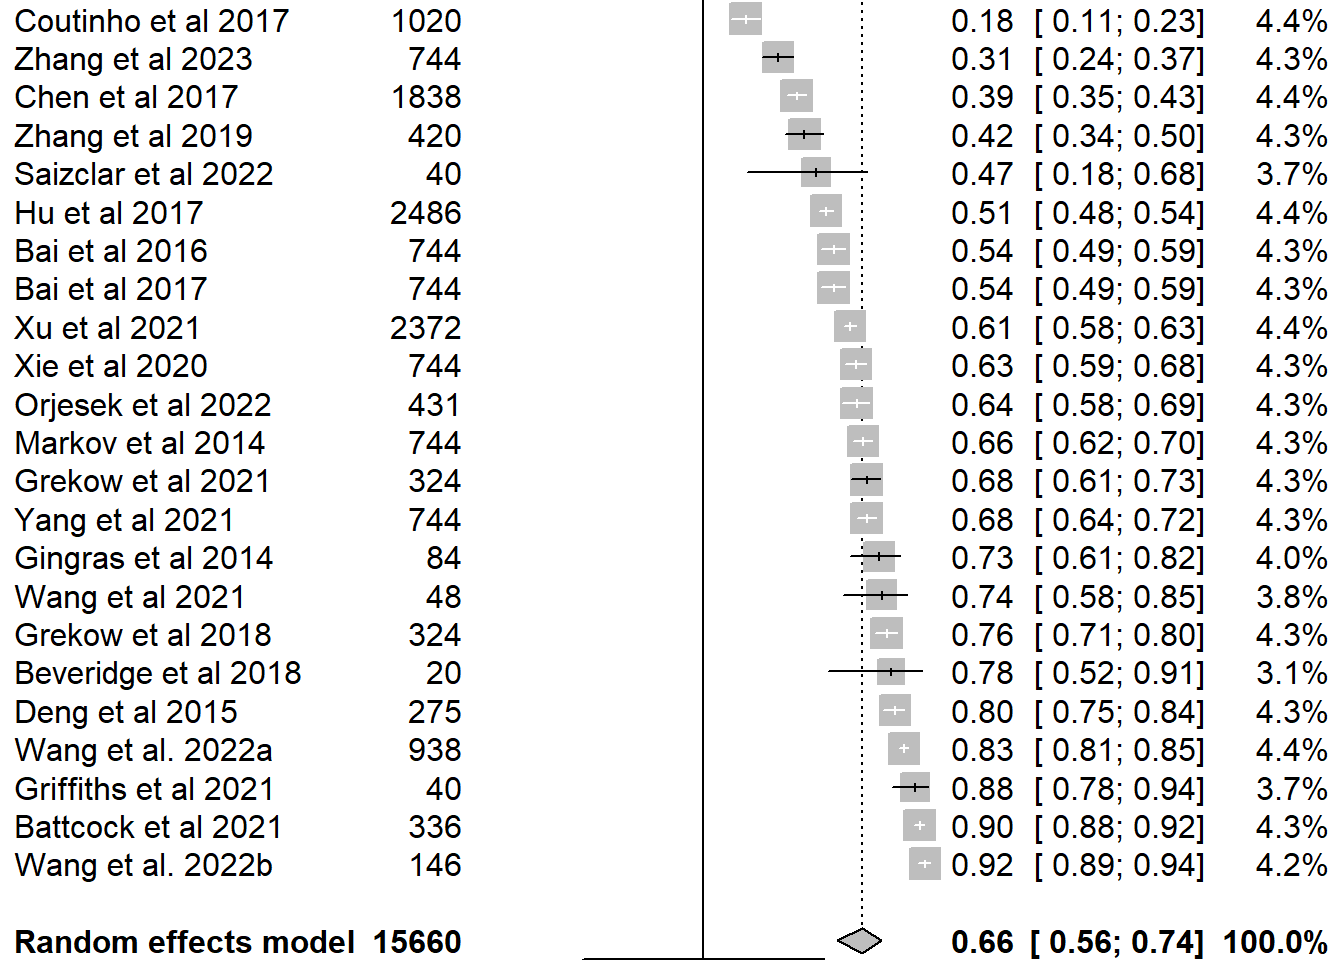 Coutinho et al 2017 1020 0.18 [ 0.11; 0.23] 4.4%
Zhang et al 2023 744 0.31 [ 0.24; 0.37] 4.3%
Chen et al 2017 1838 0.39 [ 0.35; 0.43] 4.4%
Zhang et al 2019 420 0.42 [ 0.34; 0.50] 4.3%
Saizclar et al 2022 40 0.47 [ 0.18; 0.68] 3.7%
Hu et al 2017 2486 0.51 [ 0.48; 0.54] 4.4%
Bai et al 2016 744 0.54 [ 0.49; 0.59] 4.3%
Bai et al 2017 744 0.54 [ 0.49; 0.59] 4.3%
Xu et al 2021 2372 0.61 [ 0.58; 0.63] 4.4%
Xie et al 2020 744 0.63 [ 0.59; 0.68] 4.3%
Orjesek et al 2022 431 0.64 [ 0.58; 0.69] 4.3%
Markov et al 2014 744 0.66 [ 0.62; 0.70] 4.3%
Grekow et al 2021 324 0.68 [ 0.61; 0.73] 4.3%
Yang et al 2021 744 0.68 [ 0.64; 0.72] 4.3%
Gingras et al 2014 84 0.73 [ 0.61; 0.82] 4.0%
Wang et al 2021 48 0.74 [ 0.58; 0.85] 3.8%
Grekow et al 2018 324 0.76 [ 0.71; 0.80] 4.3%
Beveridge et al 2018 20 0.78 [ 0.52; 0.91] 3.1%
Deng et al 2015 275 0.80 [ 0.75; 0.84] 4.3%
Wang et al. 2022a 938 0.83 [ 0.81; 0.85] 4.4%
Griffiths et al 2021 40 0.88 [ 0.78; 0.94] 3.7%
Battcock et al 2021 336 0.90 [ 0.88; 0.92] 4.3%
Wang et al. 2022b 146 0.92 [ 0.89; 0.94] 4.2%
Random effects model 15660 0.66 [ 0.56; 0.74] 100.0%